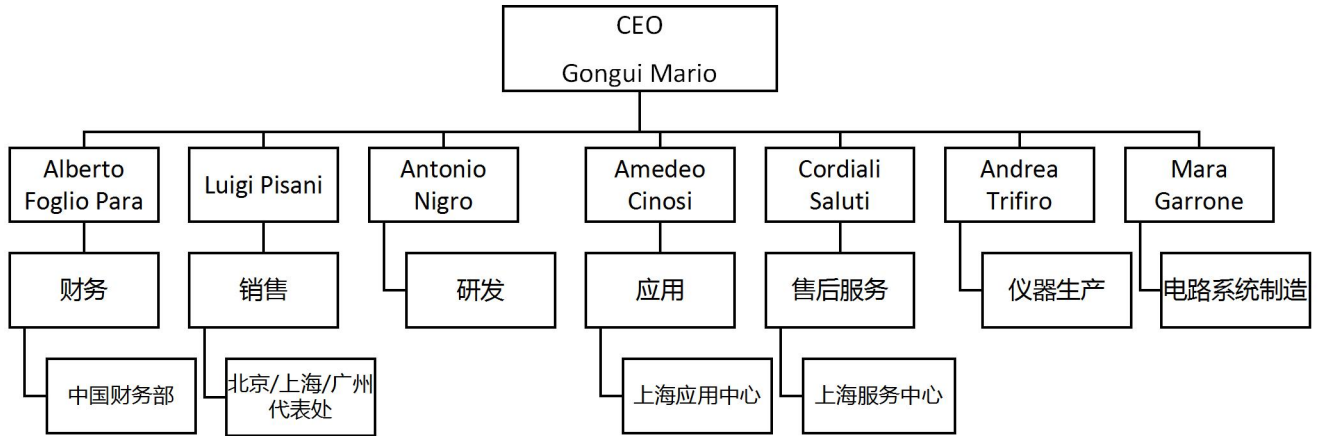 CEO
Gongui Mario
Alberto
Foglio Para
Luigi Pisani
Antonio
Nigro
Amedeo
Cinosi
Cordiali
Saluti
Andrea
Trifiro
Mara
Garrone
财务
销售
研发
应用
售后服务
仪器生产
电路系统制造
中国财务部
北京/上海/广州
代表处
上海应用中心
上海服务中心